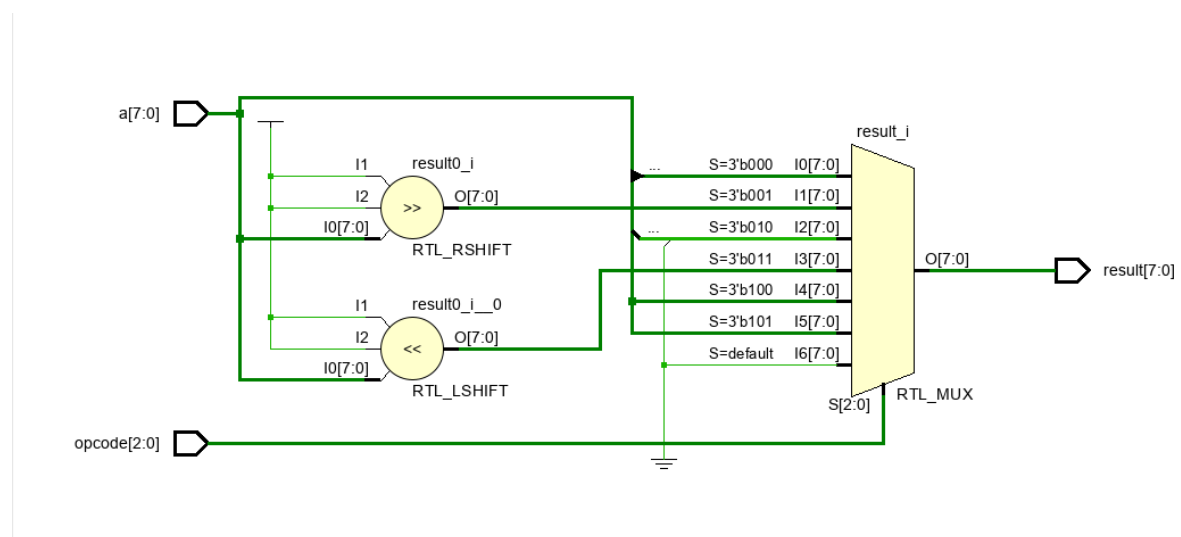 result_i
a[7:0]
I1
result0_i
... S=3'b000 I0[7:0]
I2
>>
O[7:0]
S=3'b001 I1[7:0]
I0[7:0]
RTL_RSHIFT
... S=3'b010 I2[7:0]
S=3'b011 I3[7:0]
O[7:0]
result[7:0]
S=3'b100 I4[7:0]
I1
result0_i__0
S=3'b101 I5[7:0]
I2
<<
O[7:0]
S=default I6[7:0]
I0[7:0]
RTL_LSHIFT
S[2:0]
RTL_MUX
opcode[2:0]